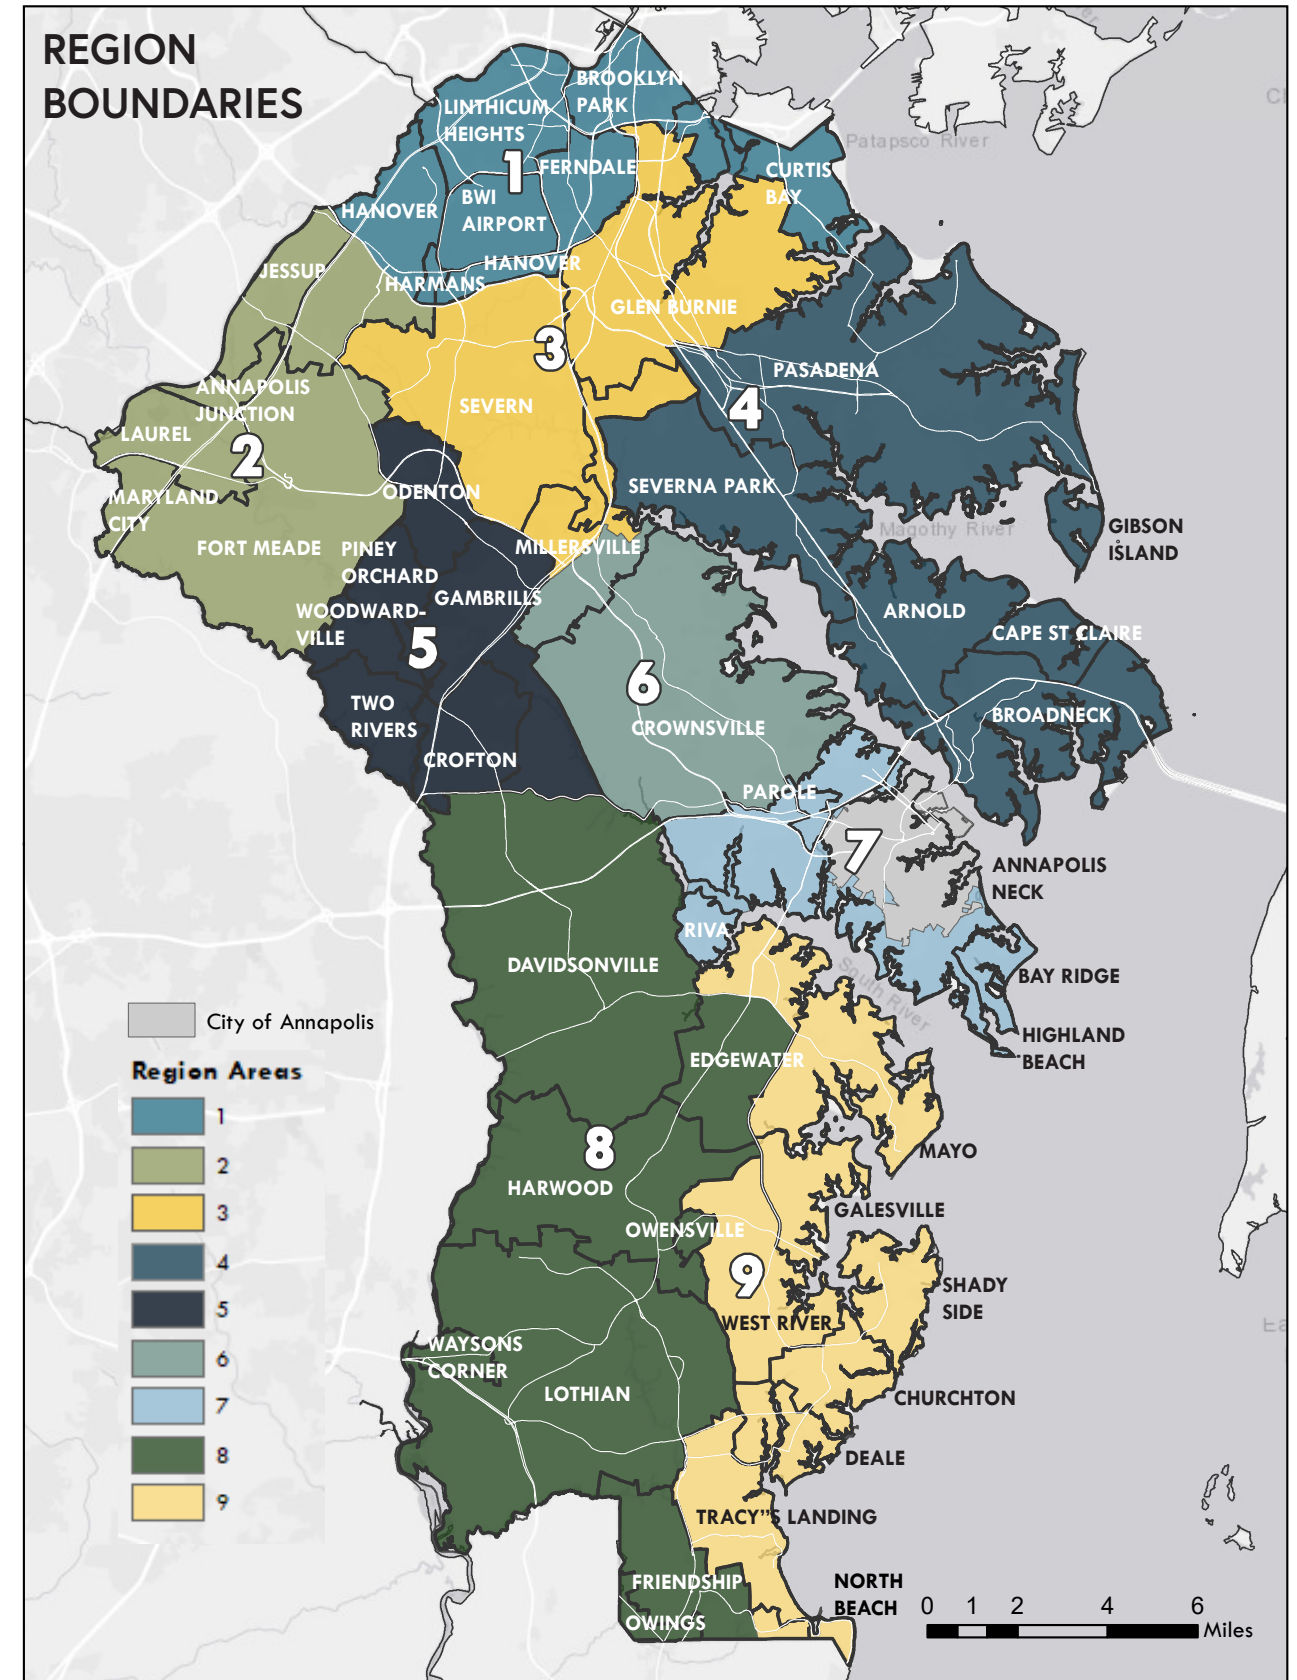 REGION
BOUNDARIES
BROOKLYN
PARK
LINTHICUM
HEIGHTS
Patapsco River
1
FERNDALE
CURTIS
BAY
BWI
AIRPORT
HANOVER
HANOVER
JESSUP
HARMANS
GLEN BURNIE
3
PASADENA
ANNAPOLIS
JUNCTION
SEVERN
4
LAUREL
2
MARYLAND
CITY
ODENTON
SEVERNA PARK
Magothy River
GIBSON
ISLAND
FORT MEADE
PINEY
ORCHARD
MILLERSVILLE
GAMBRILLS
WOODWARD-
VILLE
ARNOLD
CAPE ST CLAIRE
5
6
TWO
RIVERS
CROWNSVILLE
BROADNECK
CROFTON
PAROLE
7
ANNAPOLIS
NECK
RIVA
DAVIDSONVILLE
South River
BAY RIDGE
HIGHLAND
BEACH
EDGEWATER
City of Annapolis
Region Areas
1
2
3
4
5
6
7
8
9
8
MAYO
HARWOOD
GALESVILLE
OWENSVILLE
9
SHADY
SIDE
WEST RIVER
WAYSONS
CORNER
LOTHIAN
CHURCHTON
DEALE
TRACY"S LANDING
FRIENDSHIP
NORTH
BEACH
OWINGS
0 1 2 4 6
Miles